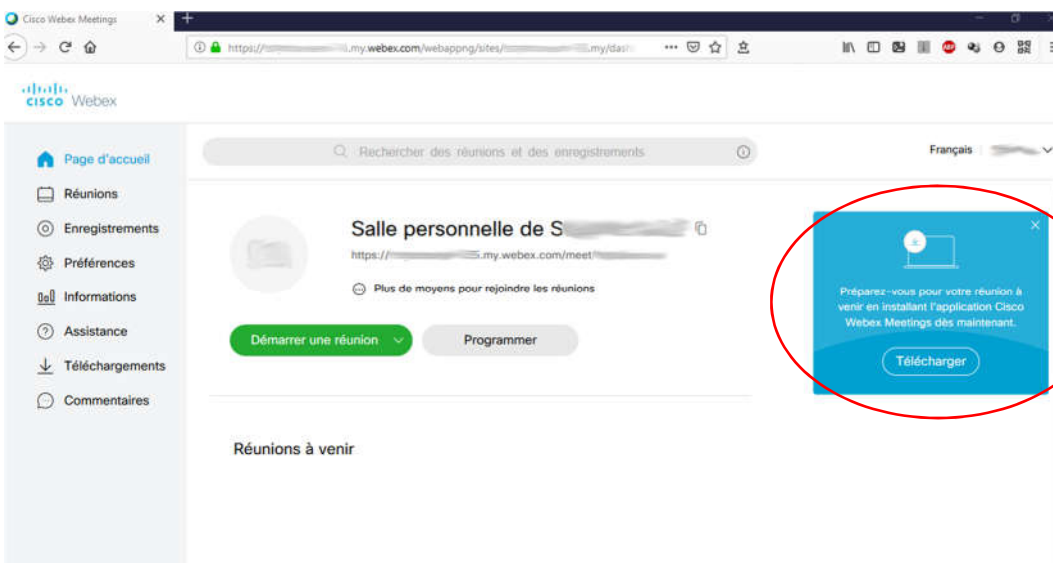 Cisco Webex Meetings
https:// .my.webex.com/webappng/sites/ .my/dash
cisco Webex
Rechercher des réunions et des enregistrements
Français
Page d'accueil
Réunions
Enregistrements
Préférences
Informations
Assistance
Téléchargements
Commentaires
Salle personnelle de S
https:// .my.webex.com/meet
Plus de moyens pour rejoindre les réunions
Démarrer une réunion
Programmer
Préparez-vous pour votre réunion à
venir en installant l'application Cisco
Webex Meetings dès maintenant.
Télécharger
Réunions à venir